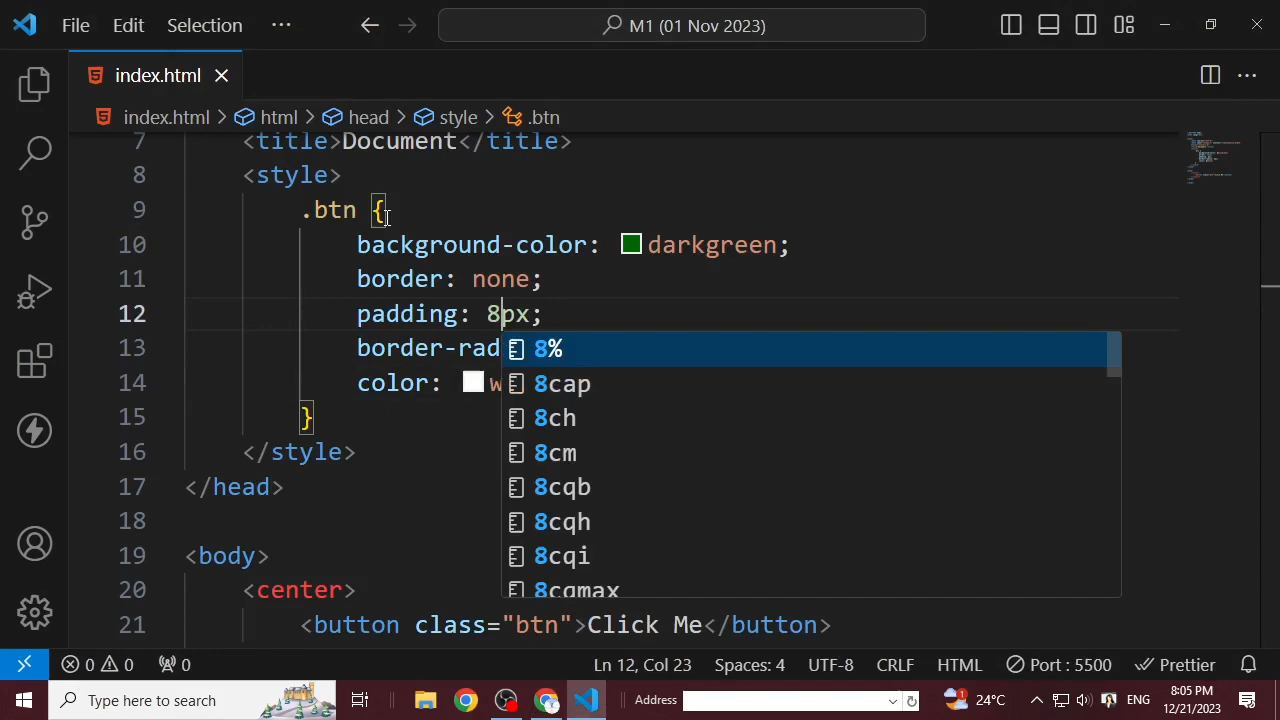 File Edit Selection ··· M1 (01 Nov 2023)
index.html
index.html > html > head > style > .btn
7 <title>Document</title>
8 <style>
9 .btn {
10 background-color: darkgreen;
11 border: none;
12 padding: 8px;
13 border-rad
14 color: w
15 }
16 </style>
17 </head>
18
19 <body>
20 <center>
21 <button class="btn">Click Me</button>
8%
8cap
8ch
8cm
8cqb
8cqh
8cqi
8cqmax
0 0 0 Ln 12, Col 23 Spaces: 4 UTF-8 CRLF HTML Port : 5500 Prettier
Type here to search Address 24°C ENG 8:05 PM
12/21/2023